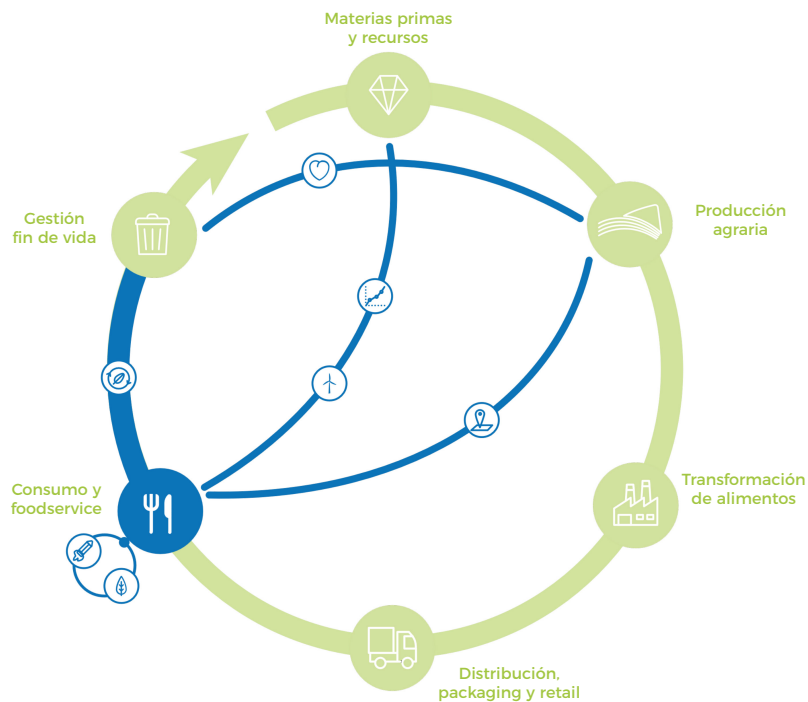 Materias primas
y recursos
Producción
agraria
Transformación
de alimentos
Distribución,
packaging y retail
Consumo y
foodservice
Gestión
fin de vida